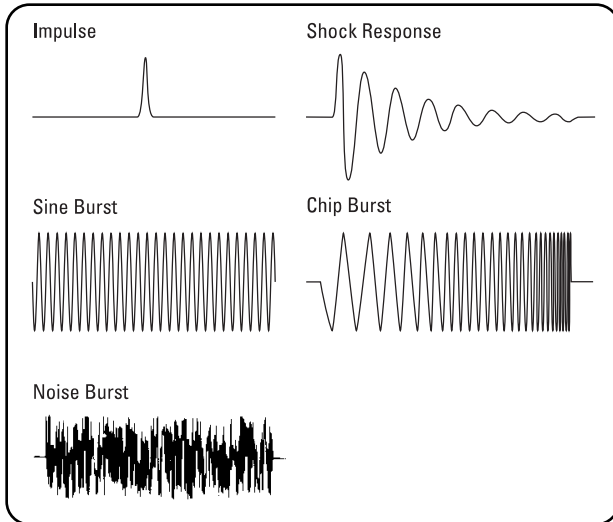 Impulse
Shock Response
Sine Burst
Chip Burst
Noise Burst